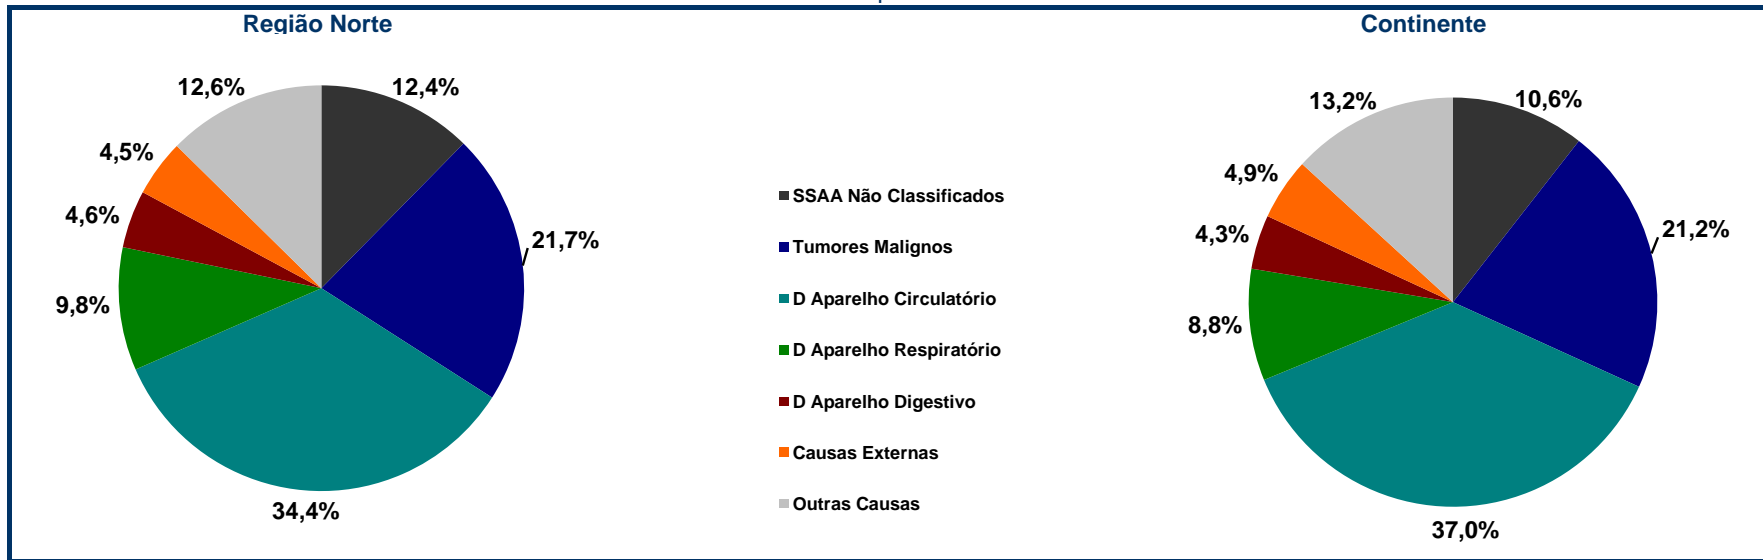 Região Norte
12,6%
12,4%
4,5%
4,6%
21,7%
9,8%
34,4%
SSAA Não Classificados
Tumores Malignos
D Aparelho Circulatório
D Aparelho Respiratório
D Aparelho Digestivo
Causas Externas
Outras Causas
Continente
13,2%
10,6%
4,9%
4,3%
21,2%
8,8%
37,0%